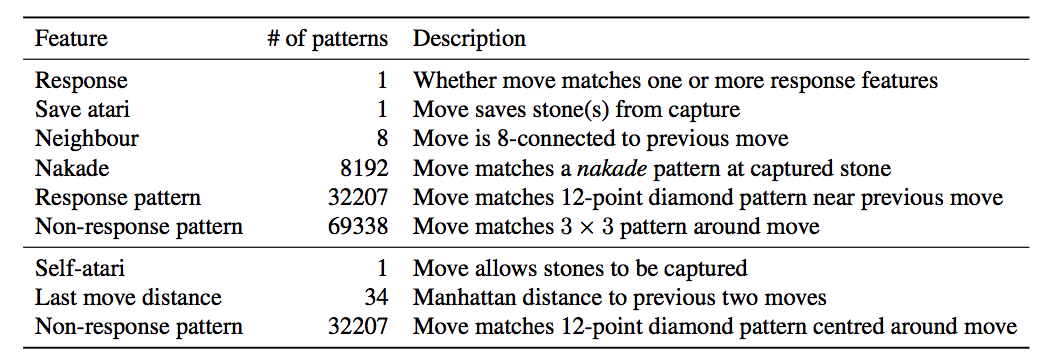 Feature # of patterns Description
Response 1 Whether move matches one or more response features
Save atari 1 Move saves stone(s) from capture
Neighbour 8 Move is 8-connected to previous move
Nakade 8192 Move matches a nakade pattern at captured stone
Response pattern 32207 Move matches 12-point diamond pattern near previous move
Non-response pattern 69338 Move matches 3 × 3 pattern around move
Self-atari 1 Move allows stones to be captured
Last move distance 34 Manhattan distance to previous two moves
Non-response pattern 32207 Move matches 12-point diamond pattern centred around move